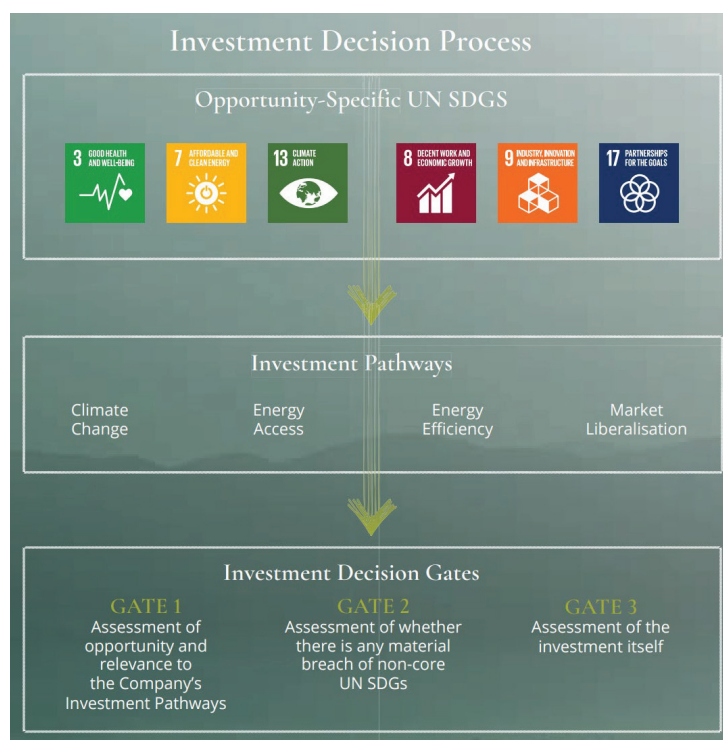 Investment Decision Process
Opportunity-Specific UN SDGS
3 GOOD HEALTH
AND WELL-BEING
7 AFFORDABLE AND
CLEAN ENERGY
13 CLIMATE
ACTION
8 DECENT WORK AND
ECONOMIC GROWTH
9 INDUSTRY, INNOVATION
AND INFRASTRUCTURE
17 PARTNERSHIPS
FOR THE GOALS
Investment Pathways
Climate
Change
Energy
Access
Energy
Efficiency
Market
Liberalisation
Investment Decision Gates
GATE 1
Assessment of
opportunity and
relevance to
the Company’s
Investment Pathways
GATE 2
Assessment of whether
there is any material
breach of non-core
UN SDGs
GATE 3
Assessment of the
investment itself